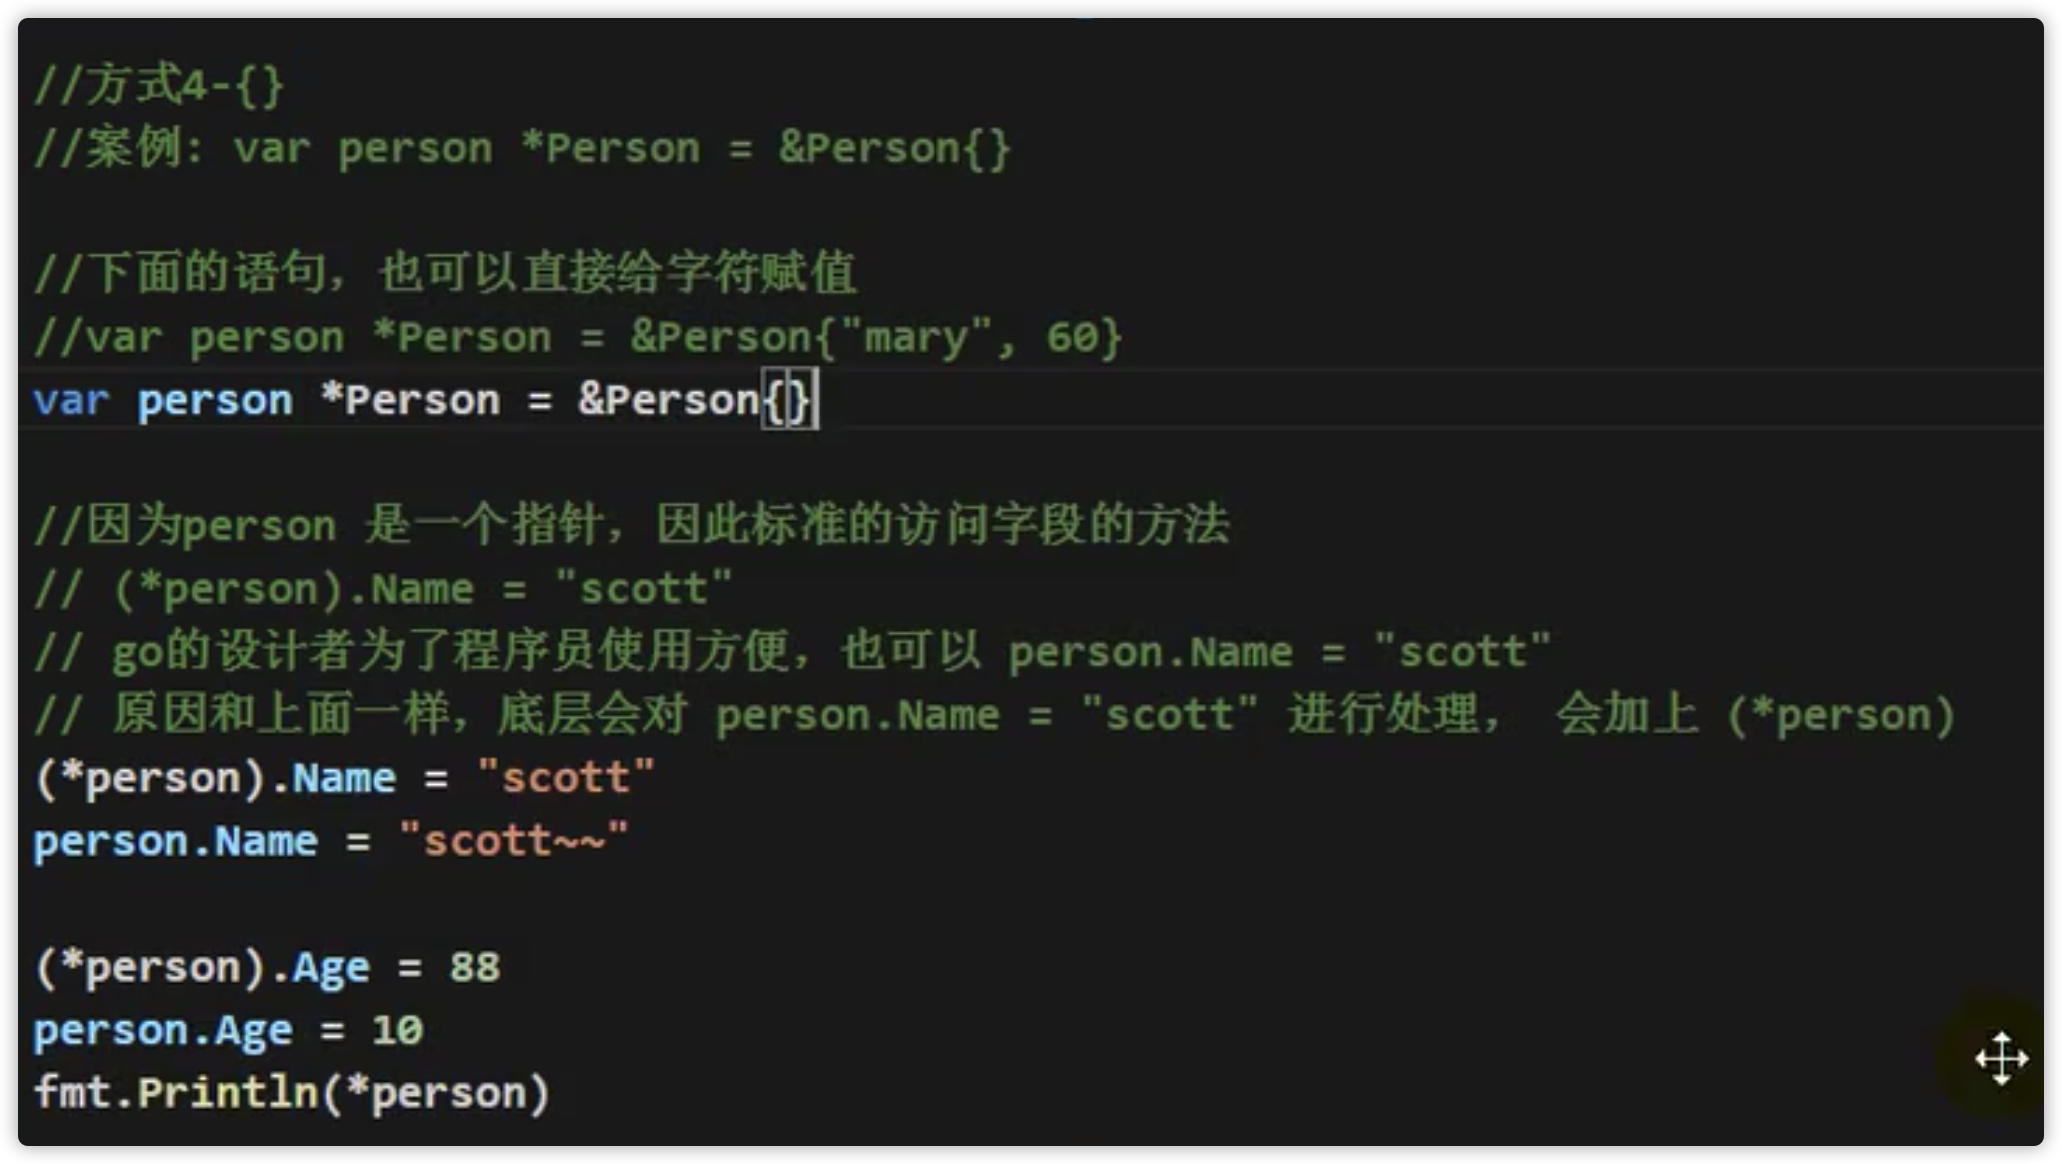 //方式4-{}
//案例: var person *Person = &Person{}
//下面的语句，也可以直接给字符赋值
//var person *Person = &Person{"mary", 60}
var person *Person = &Person{}
//因为person 是一个指针，因此标准的访问字段的方法
// (*person).Name = "scott"
// go的设计者为了程序员使用方便，也可以 person.Name = "scott"
// 原因和上面一样，底层会对 person.Name = "scott" 进行处理， 会加上 (*person)
(*person).Name = "scott"
person.Name = "scott~~"
(*person).Age = 88
person.Age = 10
fmt.Println(*person)